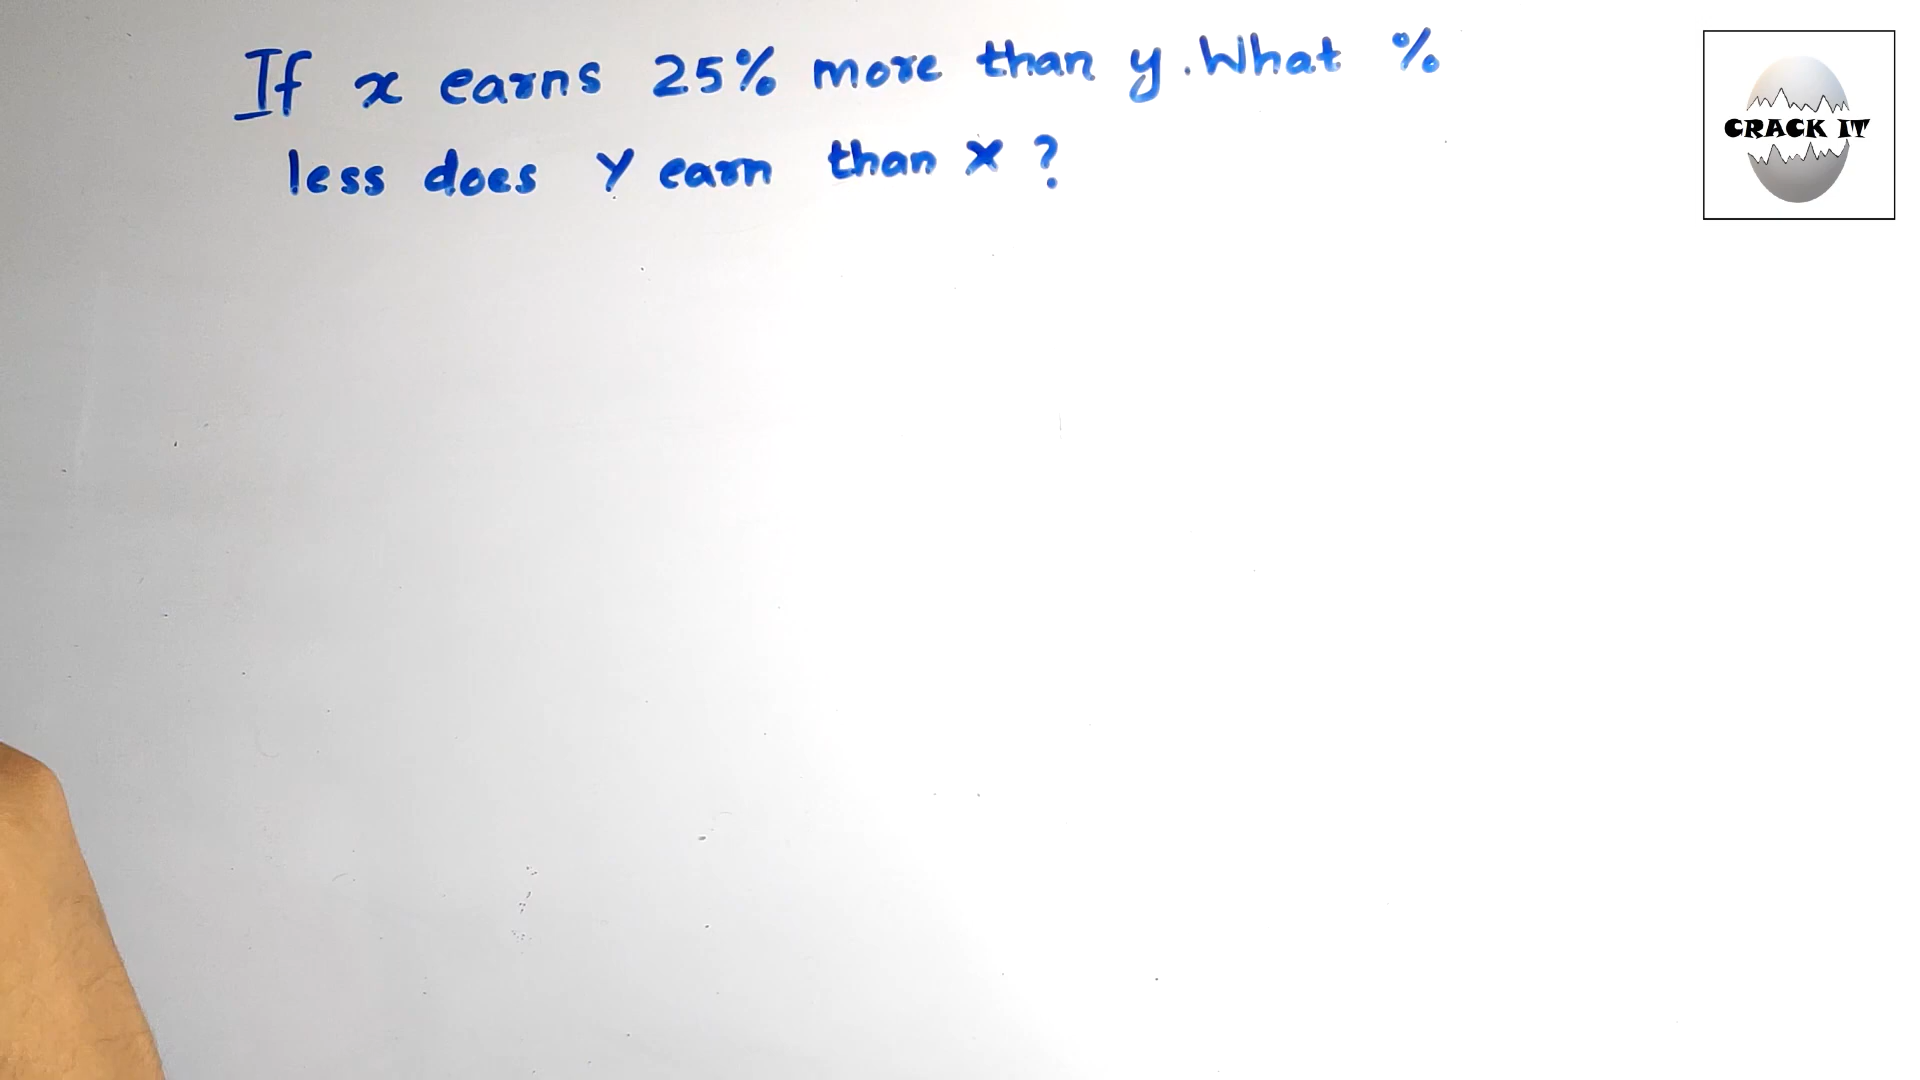 If x earns 25% more than y. What %
less does Y earn than X ?
CRACK IT